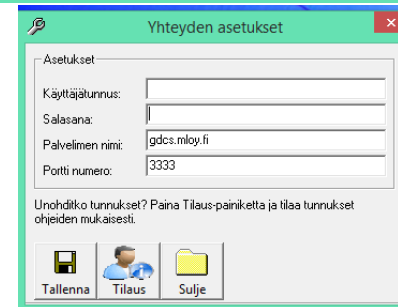 Yhteyden asetukset
Asetukset
Käyttäjätunnus:
Salasana:
Palvelimen nimi: gdcs.mloy.fi
Portti numero: 3333
Unohditko tunnukset? Paina Tilaus-painiketta ja tilaa tunnukset
ohjeiden mukaisesti.
Tallenna Tilaus Sulje